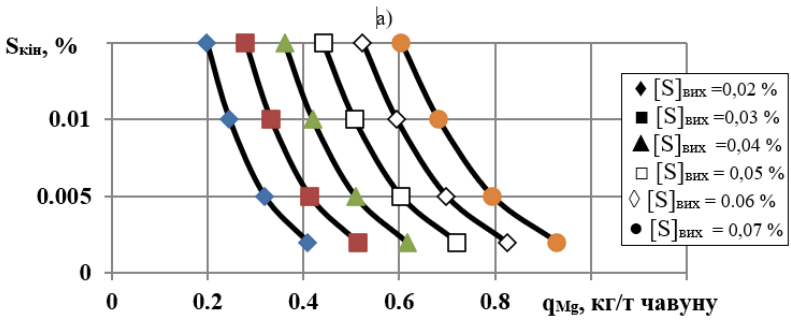 а)
Sкін, %
0.01
0.005
0
0
0.2
0.4
0.6
0.8
qMg, кг/т чавуну
[S]вих =0,02 %
[S]вих =0,03 %
[S]вих =0,04 %
[S]вих =0,05 %
[S]вих = 0.06 %
[S]вих = 0,07 %